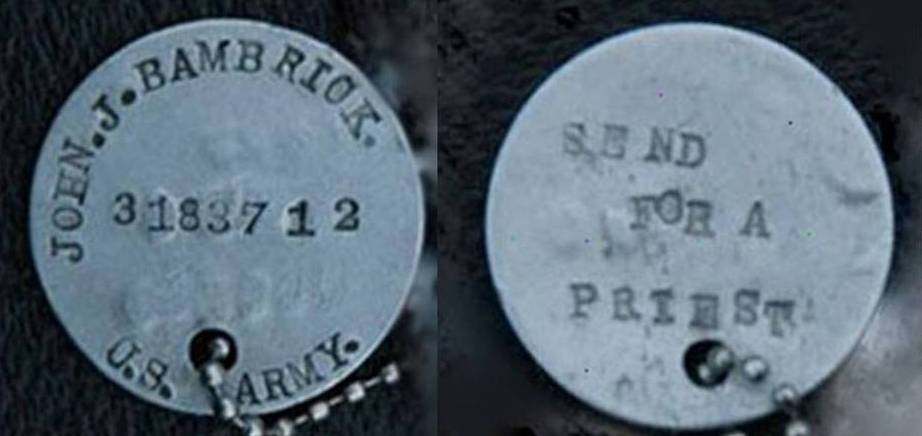 JOHN.J.BAMBRICK.
3183712
U.S. ARMY.
SEND
FOR A
PRIEST